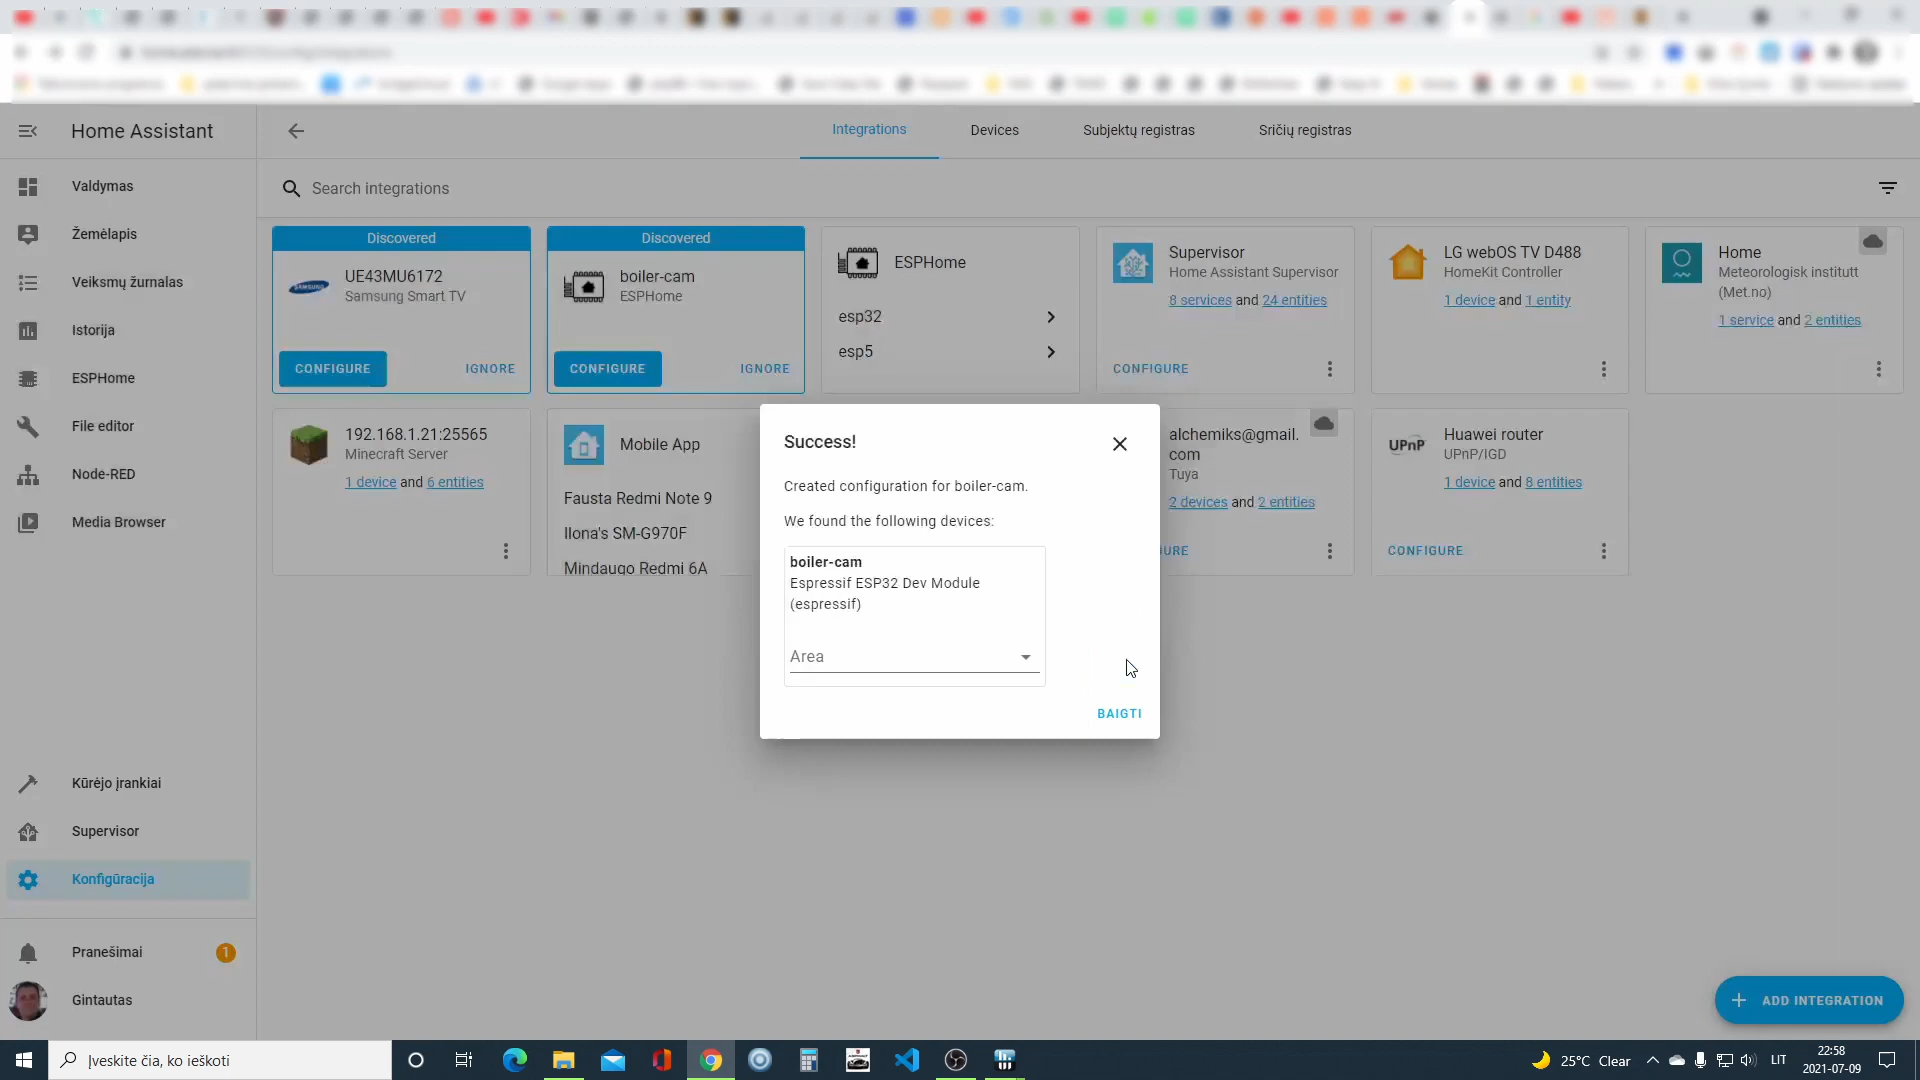 Home Assistant
Integrations
Devices
Subjektų registras
Sričių registras
Valdymas
Žemėlapis
Veiksmų žurnalas
Istorija
ESPHome
File editor
Node-RED
Media Browser
Kūrėjo įrankiai
Supervisor
Konfigūracija
Pranešimai
1
Gintautas
Search integrations
Discovered
UE43MU6172
Samsung Smart TV
CONFIGURE
IGNORE
Discovered
boiler-cam
ESPHome
CONFIGURE
IGNORE
ESPHome
esp32
esp5
Supervisor
Home Assistant Supervisor
8 services and 24 entities
CONFIGURE
LG webOS TV D488
HomeKit Controller
1 device and 1 entity
Home
Meteorologisk institutt
(Met.no)
1 service and 2 entities
192.168.1.21:25565
Minecraft Server
1 device and 6 entities
Mobile App
Fausta Redmi Note 9
Ilona's SM-G970F
Mindaugo Redmi 6A
alchemiks@gmail.
com
Tuya
2 devices and 2 entities
URE
UPnP
Huawei router
UPnP/IGD
1 device and 8 entities
CONFIGURE
Success!
Created configuration for boiler-cam.
We found the following devices:
boiler-cam
Espressif ESP32 Dev Module
(espressif)
Area
BAIGTI
ADD INTEGRATION
Įveskite čia, ko ieškoti
25°C Clear
LIT
22:58
2021-07-09